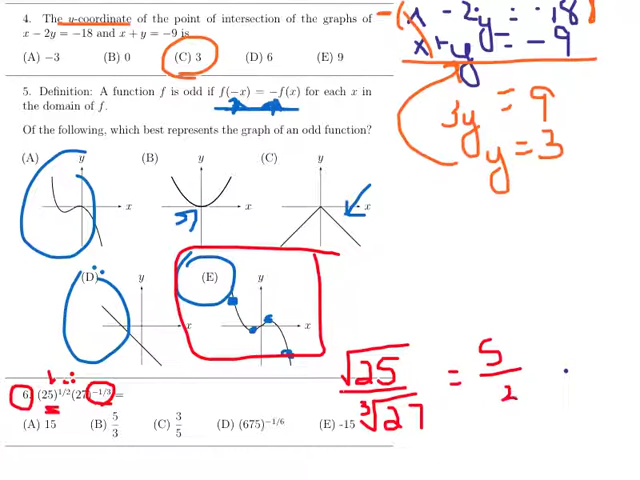 4. The y-coordinate of the point of intersection of the graphs of
x − 2y = −18 and x + y = −9 is
(A) −3 (B) 0 (C) 3 (D) 6 (E) 9
−(x − 2y = −18)
x + y = −9
3y = 9
y = 3
5. Definition: A function f is odd if f(−x) = −f(x) for each x in
the domain of f.
Of the following, which best represents the graph of an odd function?
(A) y x (B) y x (C) y x
(D) y x (E) y x
6. (25)^1/2 (27)^−1/3 =
√25 / ³√27 = 5/
(A) 15 (B) 5/3 (C) 3/5 (D) (675)^−1/6 (E) -15